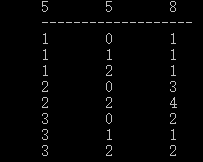 5 5 8
--------------------
1 0 1
1 1 1
1 2 1
2 0 3
2 2 4
3 0 2
3 1 1
3 2 2